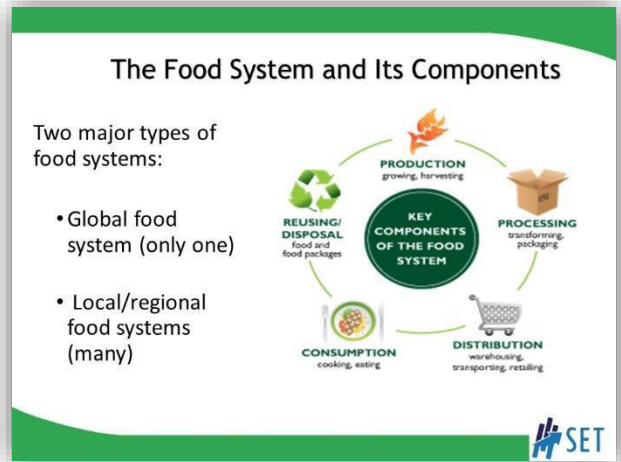 The Food System and Its Components
Two major types of
food systems:
• Global food
system (only one)
• Local/regional
food systems
(many)
KEY
COMPONENTS
OF THE FOOD
SYSTEM
PRODUCTION
growing, harvesting
PROCESSING
transforming,
packaging
DISTRIBUTION
warehousing,
transporting, retailing
CONSUMPTION
cooking, eating
REUSING/
DISPOSAL
food and
food packages
SET